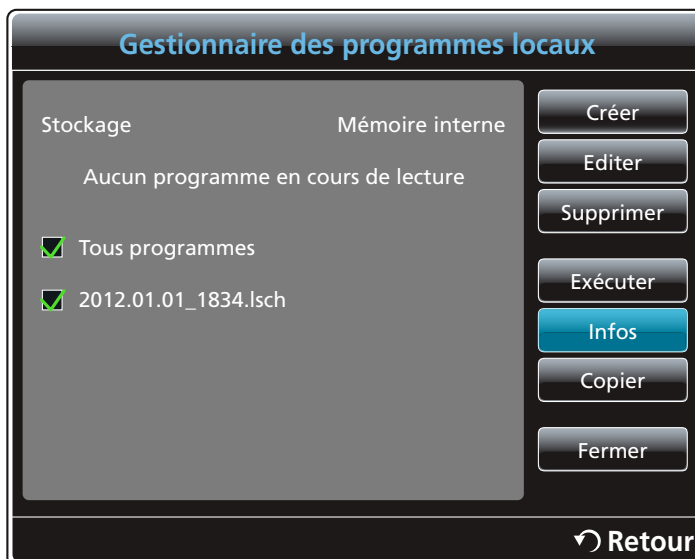 Gestionnaire des programmes locaux
Stockage Mémoire interne
Aucun programme en cours de lecture
Tous programmes
2012.01.01_1834.lsch
Créer
Editer
Supprimer
Exécuter
Infos
Copier
Fermer
Retour